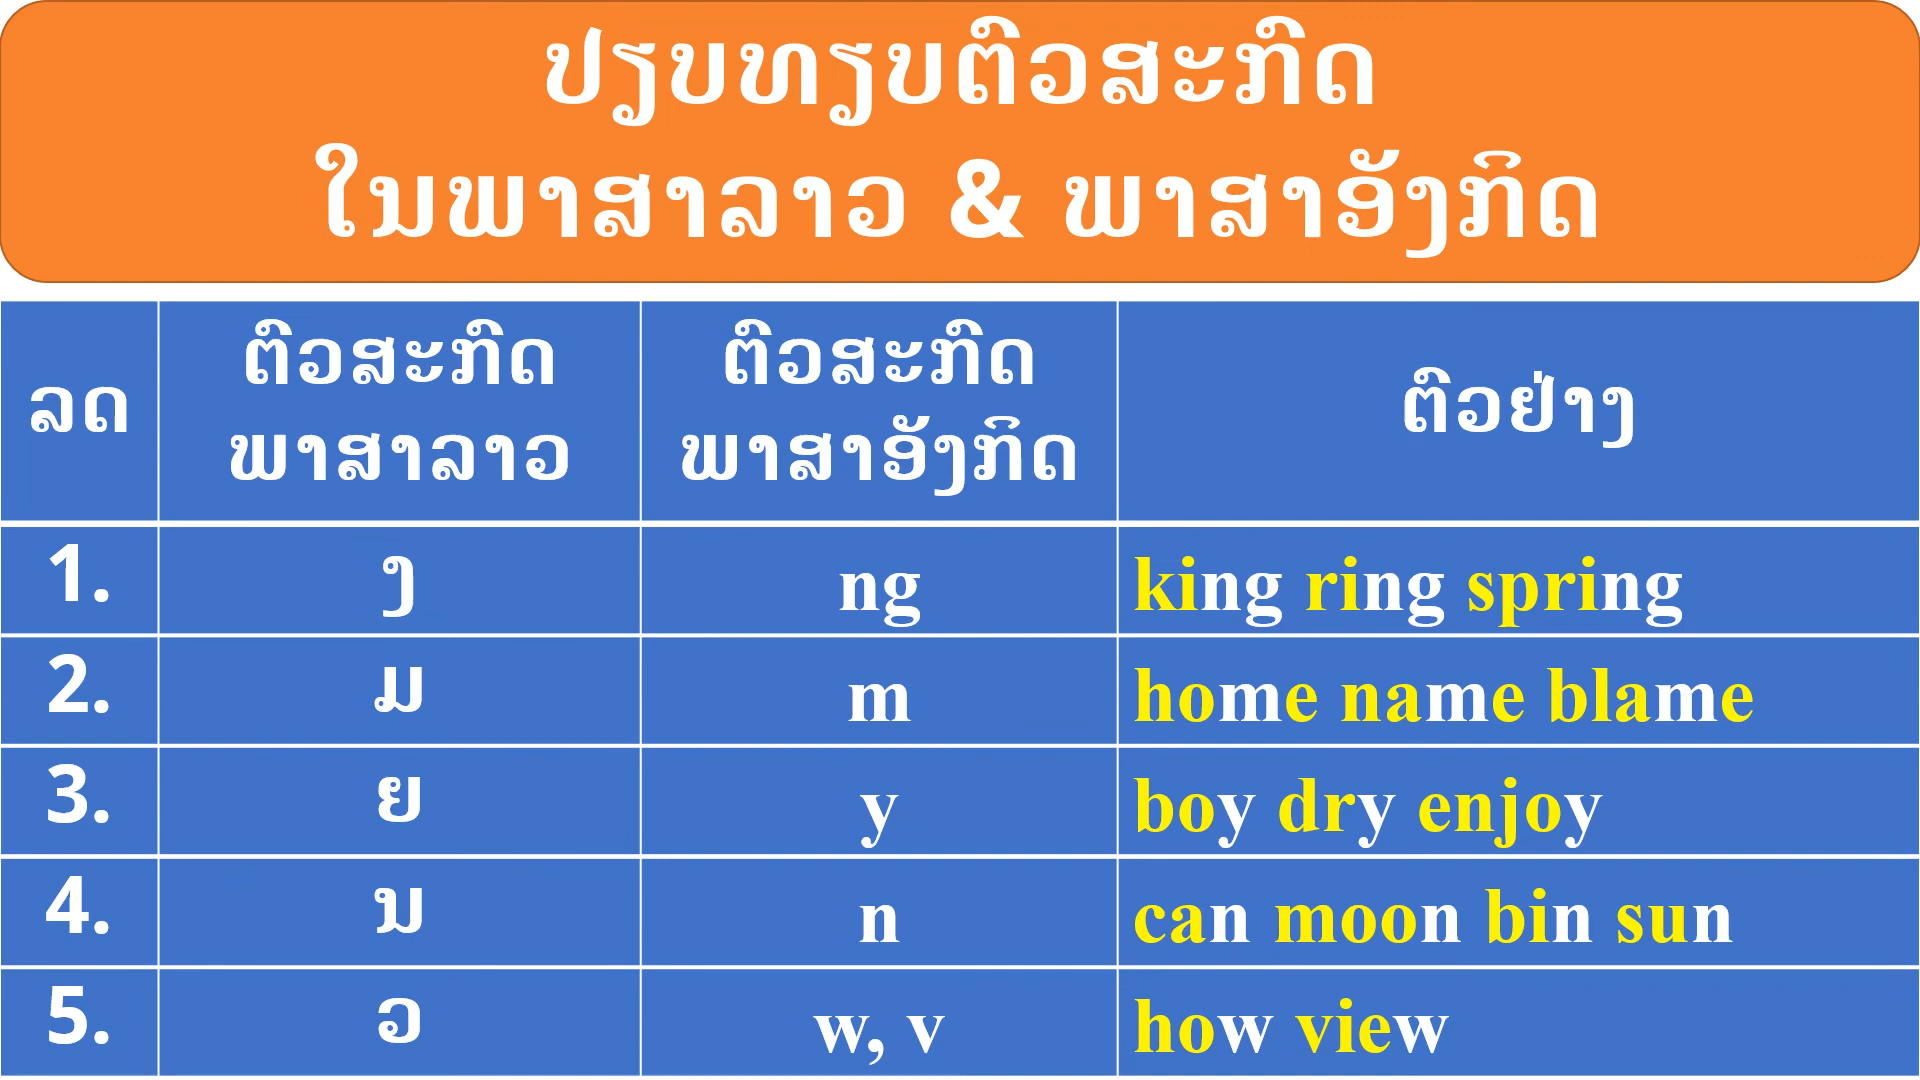 ປຽບທຽບຕົວສະກົດ
ໃນພາສາລາວ & ພາສາອັງກິດ
ລດ
ຕົວສະກົດ
ພາສາລາວ
ຕົວສະກົດ
ພາສາອັງກິດ
ຕົວຢ່າງ
1. ງ ng king ring spring
2. ມ m home name blame
3. ຍ y boy dry enjoy
4. ນ n can moon bin sun
5. ວ w, v how view